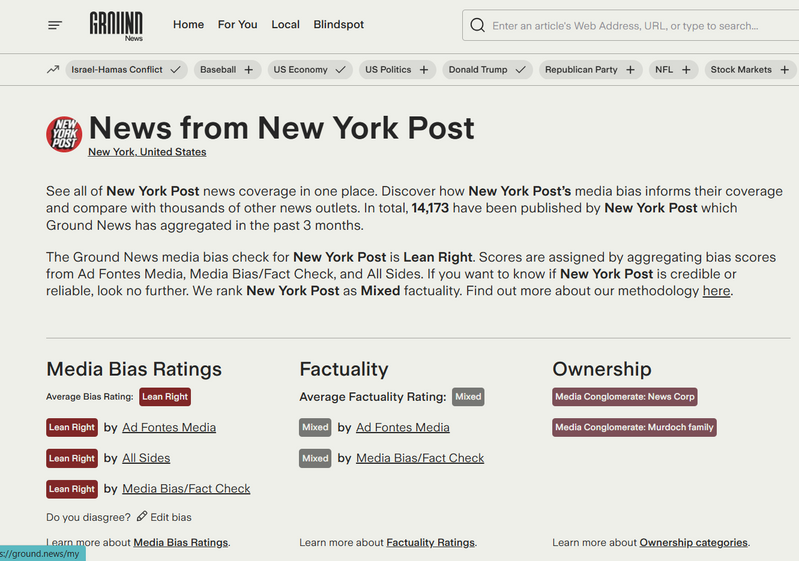 GROUND
News
Home For You Local Blindspot
Enter an article's Web Address, URL, or type to search...
Israel-Hamas Conflict Baseball US Economy US Politics Donald Trump Republican Party NFL Stock Markets
NEW YORK POST
News from New York Post
New York, United States
See all of New York Post news coverage in one place. Discover how New York Post's media bias informs their coverage
and compare with thousands of other news outlets. In total, 14,173 have been published by New York Post which
Ground News has aggregated in the past 3 months.
The Ground News media bias check for New York Post is Lean Right. Scores are assigned by aggregating bias scores
from Ad Fontes Media, Media Bias/Fact Check, and All Sides. If you want to know if New York Post is credible or
reliable, look no further. We rank New York Post as Mixed factuality. Find out more about our methodology here.
Media Bias Ratings Factuality Ownership
Average Bias Rating: Lean Right Average Factuality Rating: Mixed Media Conglomerate: News Corp
Lean Right by Ad Fontes Media Mixed by Ad Fontes Media Media Conglomerate: Murdoch family
Lean Right by All Sides Mixed by Media Bias/Fact Check
Lean Right by Media Bias/Fact Check
Do you diasgree? Edit bias
Learn more about Media Bias Ratings. Learn more about Factuality Ratings. Learn more about Ownership categories.
s://ground.news/my